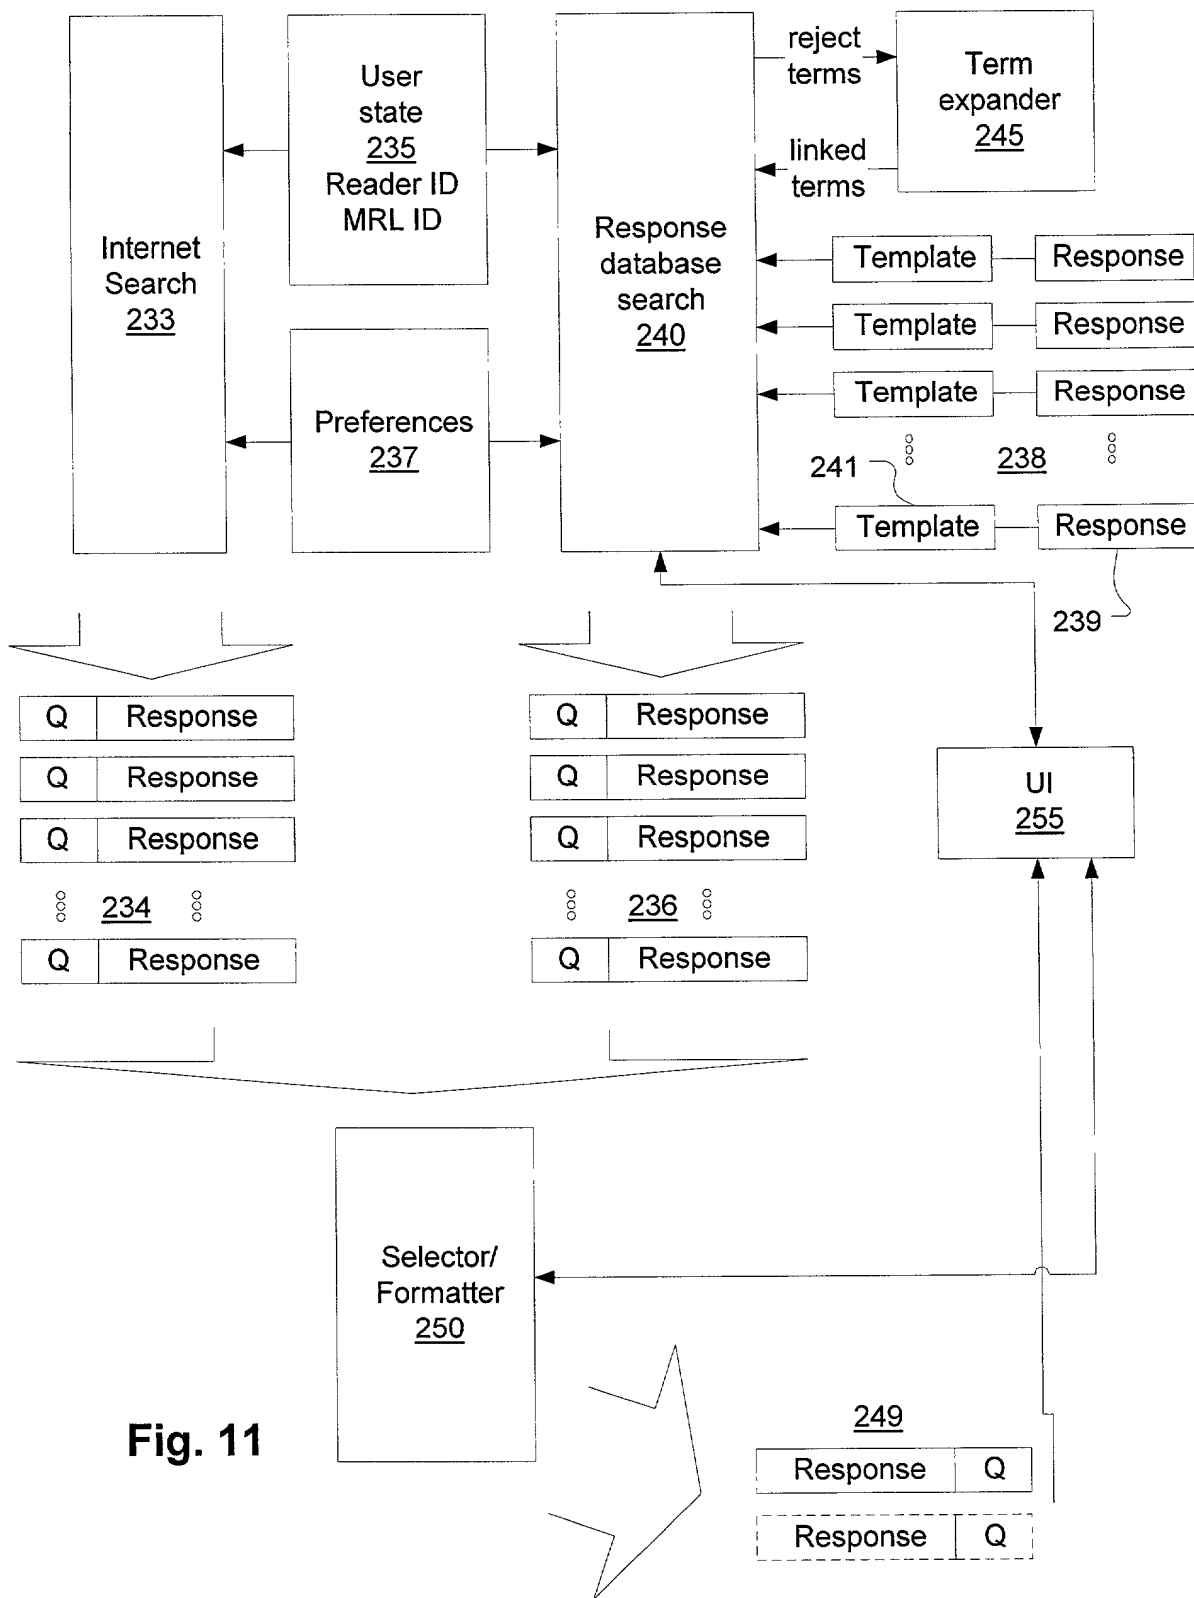 User
state
235
Reader ID
MRL ID
reject
terms
Term
expander
245
linked
terms
Internet
Search
233
Response
database
search
240
Template Response
Template Response
Template Response
Preferences
237
241
238
Template Response
239
Q Response
Q Response
Q Response
234
Q Response
Q Response
Q Response
Q Response
236
Q Response
UI
255
Selector/
Formatter
250
249
Response Q
Response Q
Fig. 11